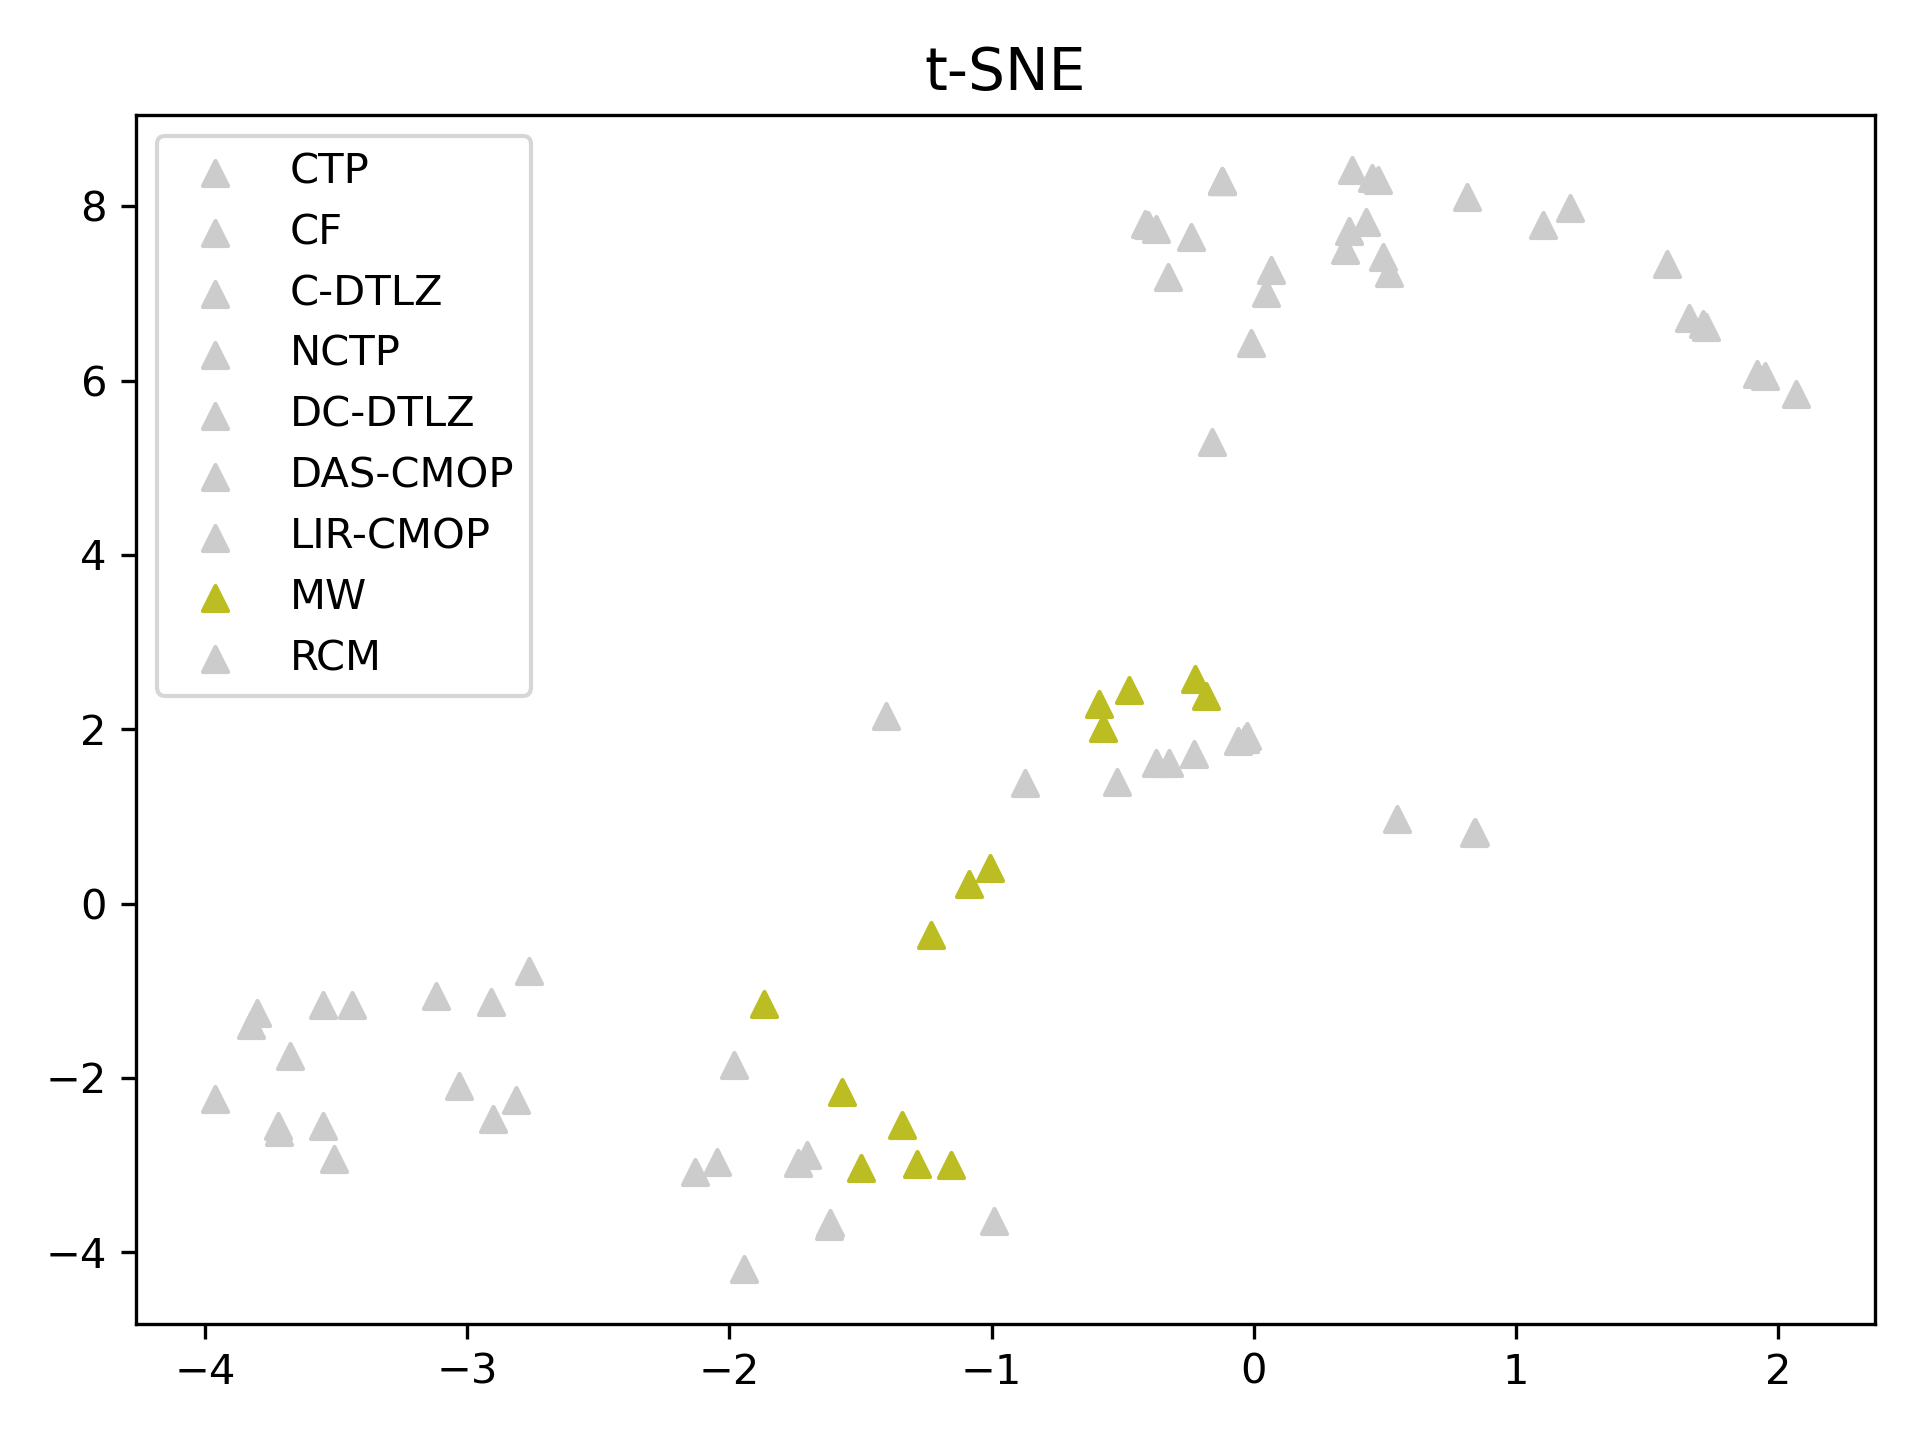 t-SNE
CTP
CF
C-DTLZ
NCTP
DC-DTLZ
DAS-CMOP
LIR-CMOP
MW
RCM
8
6
4
2
0
−2
−4
−4 −3 −2 −1 0 1 2